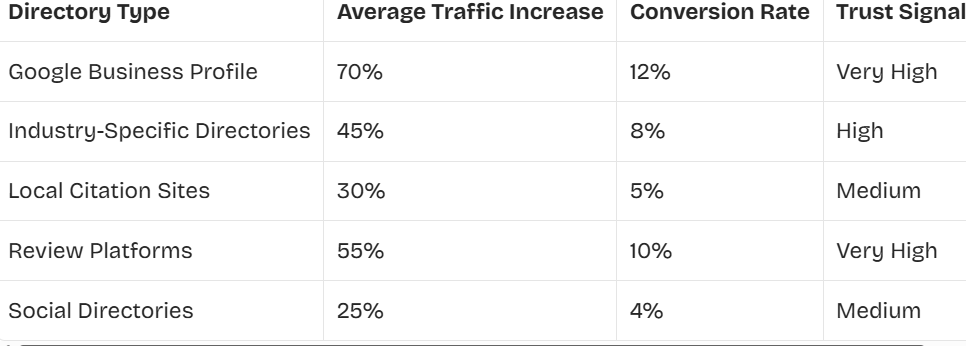 Directory Type Average Traffic Increase Conversion Rate Trust Signal
Google Business Profile 70% 12% Very High
Industry-Specific Directories 45% 8% High
Local Citation Sites 30% 5% Medium
Review Platforms 55% 10% Very High
Social Directories 25% 4% Medium